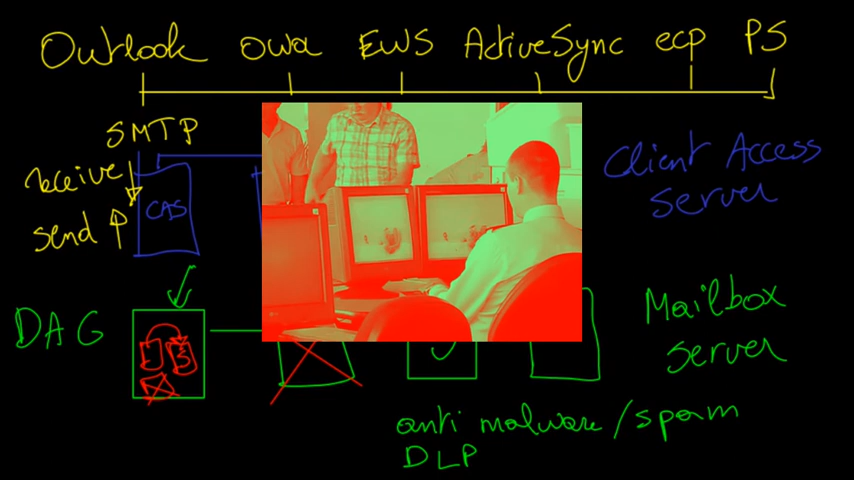 Outlook owa EWS ActiveSync ecp PS
SMTP
receive
send
CAS
Client Access
Server
DAG
Mailbox
Server
anti malware/spam
DLP